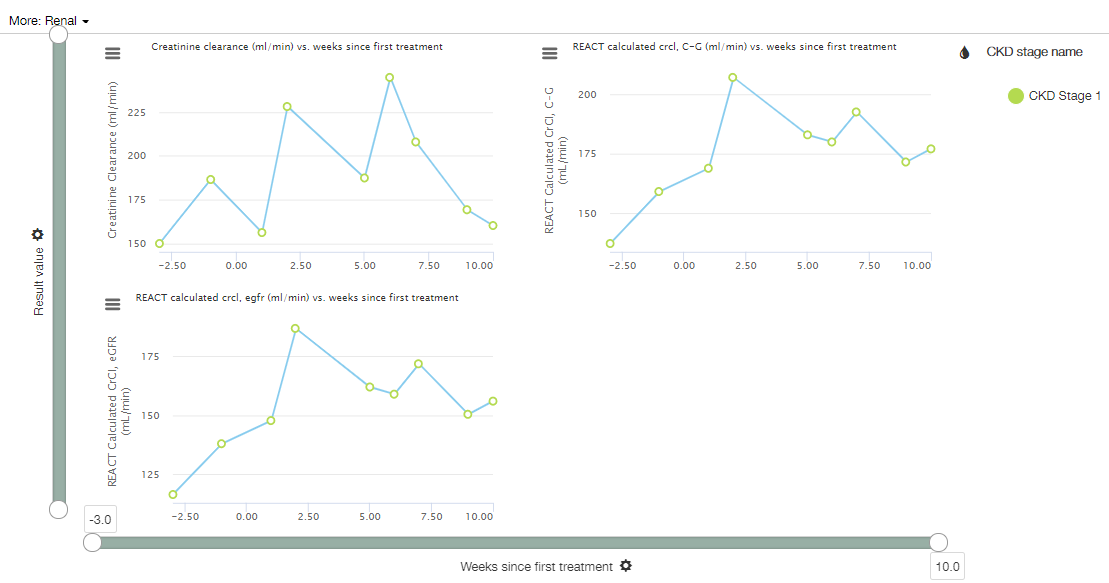 More: Renal
Creatinine clearance (ml/min) vs. weeks since first treatment
Creatinine Clearance (ml/min)
225
200
175
150
−2.50 0.00 2.50 5.00 7.50 10.00
REACT calculated crcl, C-G (ml/min) vs. weeks since first treatment
REACT Calculated CrCl, C-G
(mL/min)
200
175
150
−2.50 0.00 2.50 5.00 7.50 10.00
CKD stage name
CKD Stage 1
Result value
REACT calculated crcl, egfr (ml/min) vs. weeks since first treatment
REACT Calculated CrCl, eGFR
(mL/min)
175
150
125
−2.50 0.00 2.50 5.00 7.50 10.00
-3.0
10.0
Weeks since first treatment